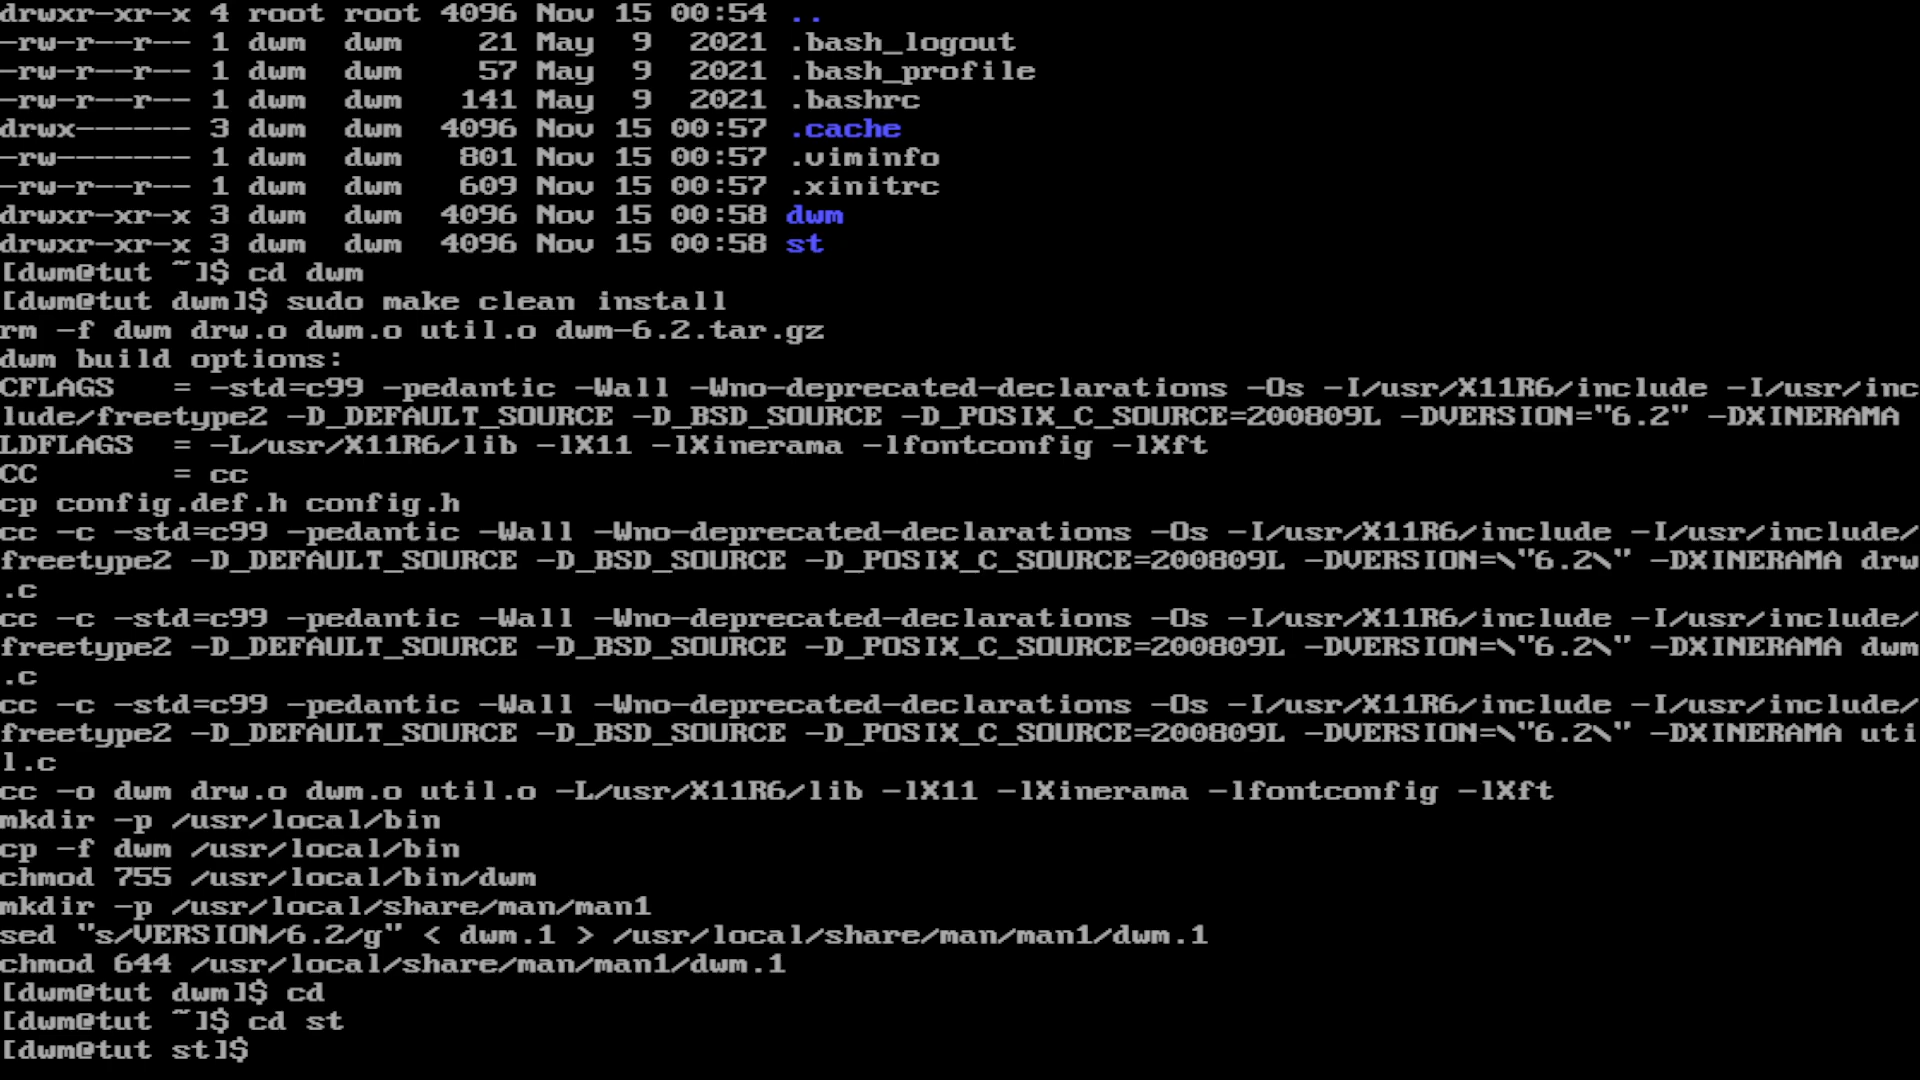 drwxr-xr-x 4 root root 4096 Nov 15 00:54 ..
-rw-r--r-- 1 dwm  dwm    21 May  9  2021 .bash_logout
-rw-r--r-- 1 dwm  dwm    57 May  9  2021 .bash_profile
-rw-r--r-- 1 dwm  dwm   141 May  9  2021 .bashrc
drwx------ 3 dwm  dwm  4096 Nov 15 00:57 .cache
-rw------- 1 dwm  dwm   801 Nov 15 00:57 .viminfo
-rw-r--r-- 1 dwm  dwm   609 Nov 15 00:57 .xinitrc
drwxr-xr-x 3 dwm  dwm  4096 Nov 15 00:58 dwm
drwxr-xr-x 3 dwm  dwm  4096 Nov 15 00:58 st
[dwm@tut ~]$ cd dwm
[dwm@tut dwm]$ sudo make clean install
rm -f dwm drw.o dwm.o util.o dwm-6.2.tar.gz
dwm build options:
CFLAGS   = -std=c99 -pedantic -Wall -Wno-deprecated-declarations -Os -I/usr/X11R6/include -I/usr/inc
lude/freetype2 -D_DEFAULT_SOURCE -D_BSD_SOURCE -D_POSIX_C_SOURCE=200809L -DVERSION="6.2" -DXINERAMA
LDFLAGS  = -L/usr/X11R6/lib -lX11 -lXinerama -lfontconfig -lXft
CC       = cc
cp config.def.h config.h
cc -c -std=c99 -pedantic -Wall -Wno-deprecated-declarations -Os -I/usr/X11R6/include -I/usr/include/
freetype2 -D_DEFAULT_SOURCE -D_BSD_SOURCE -D_POSIX_C_SOURCE=200809L -DVERSION=\"6.2\" -DXINERAMA drw
.c
cc -c -std=c99 -pedantic -Wall -Wno-deprecated-declarations -Os -I/usr/X11R6/include -I/usr/include/
freetype2 -D_DEFAULT_SOURCE -D_BSD_SOURCE -D_POSIX_C_SOURCE=200809L -DVERSION=\"6.2\" -DXINERAMA dwm
.c
cc -c -std=c99 -pedantic -Wall -Wno-deprecated-declarations -Os -I/usr/X11R6/include -I/usr/include/
freetype2 -D_DEFAULT_SOURCE -D_BSD_SOURCE -D_POSIX_C_SOURCE=200809L -DVERSION=\"6.2\" -DXINERAMA uti
l.c
cc -o dwm drw.o dwm.o util.o -L/usr/X11R6/lib -lX11 -lXinerama -lfontconfig -lXft
mkdir -p /usr/local/bin
cp -f dwm /usr/local/bin
chmod 755 /usr/local/bin/dwm
mkdir -p /usr/local/share/man/man1
sed "s/VERSION/6.2/g" < dwm.1 > /usr/local/share/man/man1/dwm.1
chmod 644 /usr/local/share/man/man1/dwm.1
[dwm@tut dwm]$ cd
[dwm@tut ~]$ cd st
[dwm@tut st]$